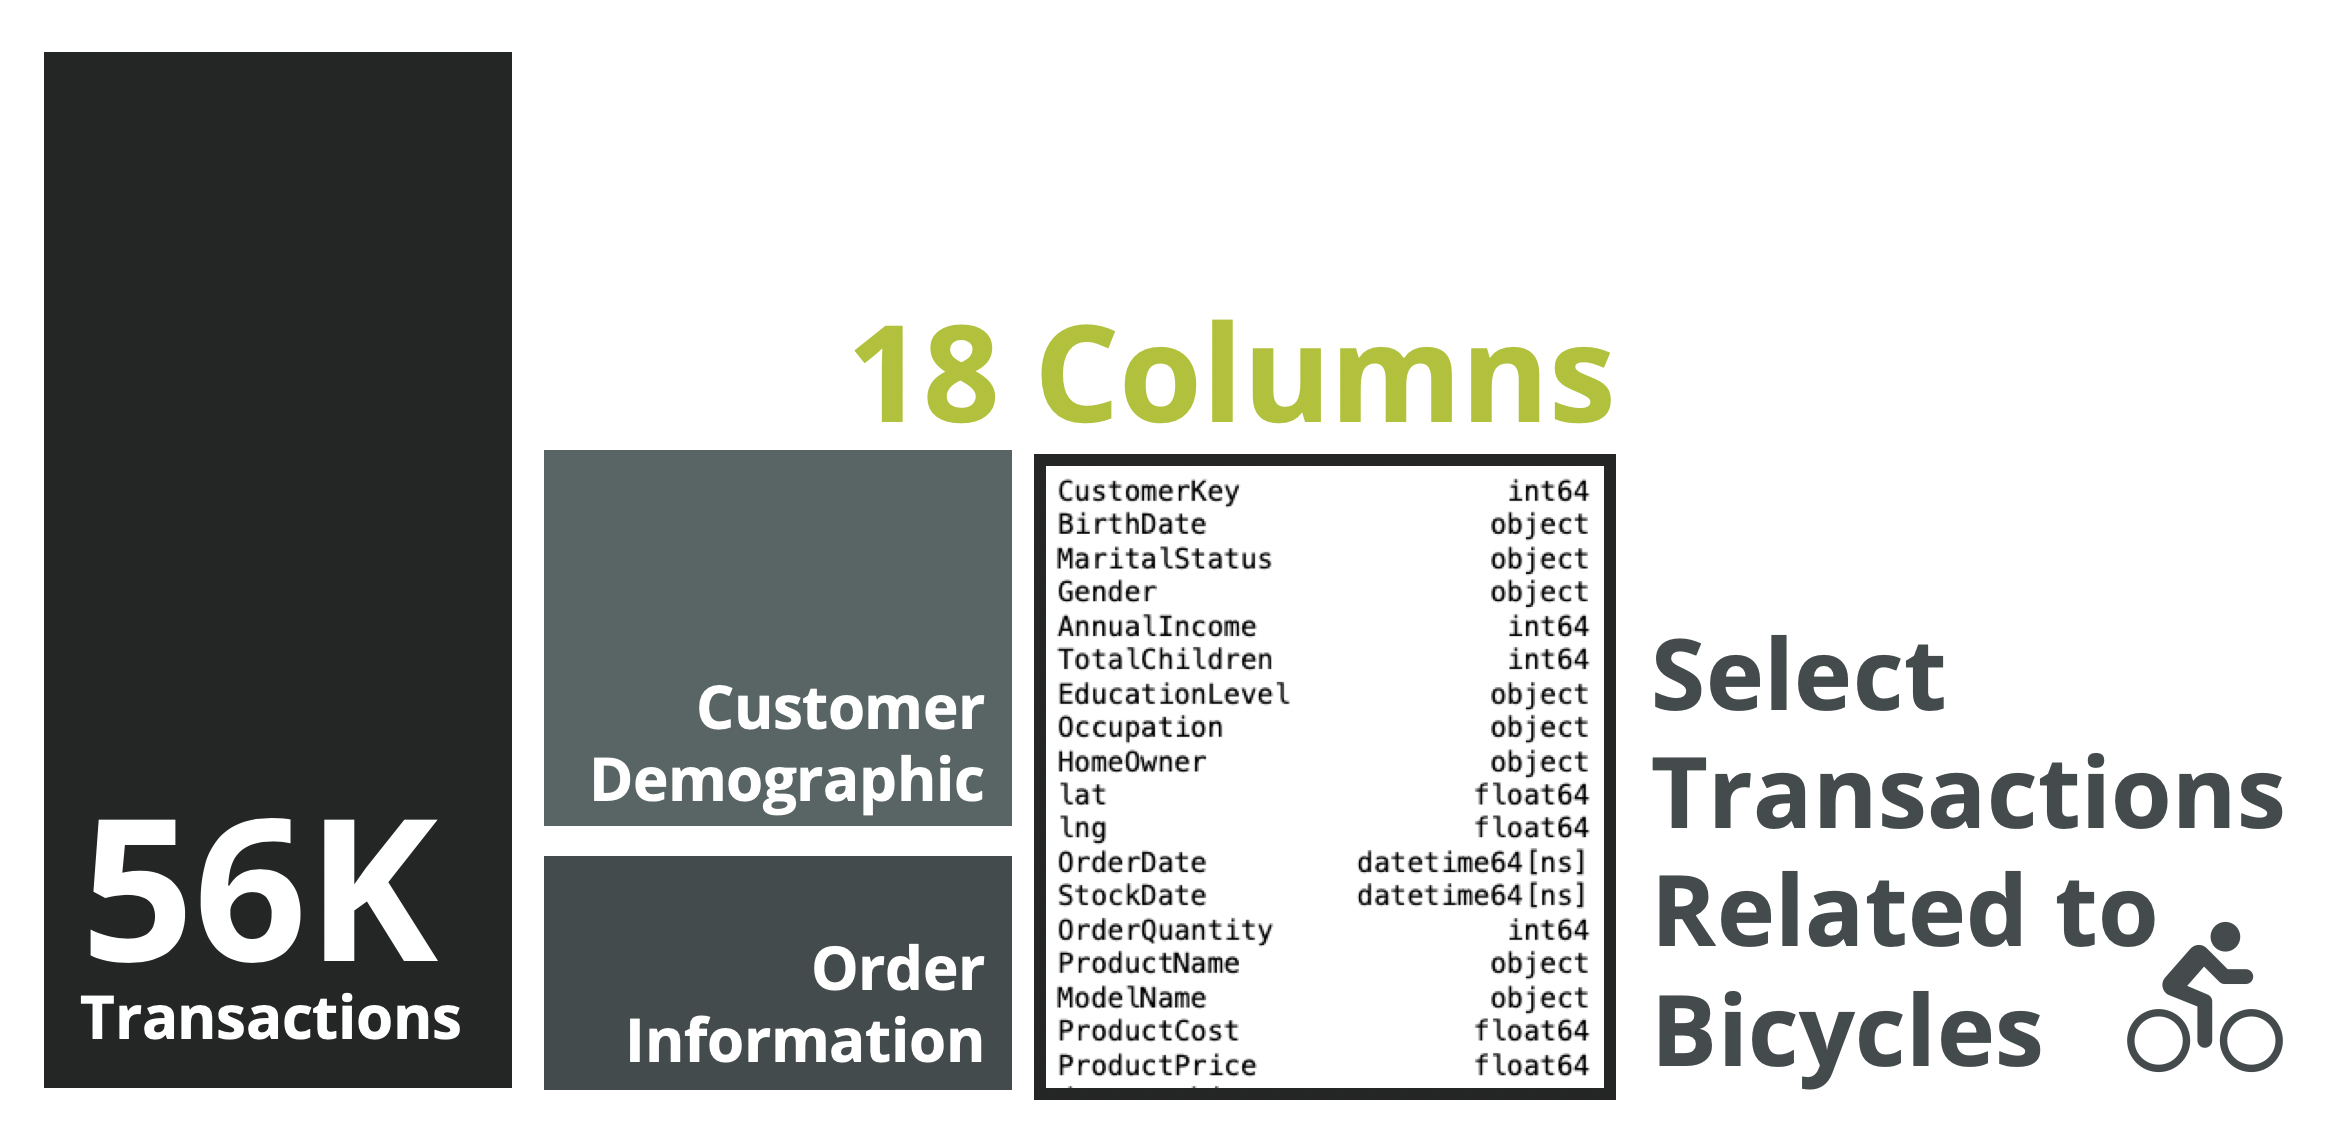 56K
Transactions
18 Columns
Customer
Demographic
Order
Information
CustomerKey int64
BirthDate object
MaritalStatus object
Gender object
AnnualIncome int64
TotalChildren int64
EducationLevel object
Occupation object
HomeOwner object
lat float64
lng float64
OrderDate datetime64[ns]
StockDate datetime64[ns]
OrderQuantity int64
ProductName object
ModelName object
ProductCost float64
ProductPrice float64
Select
Transactions
Related to
Bicycles